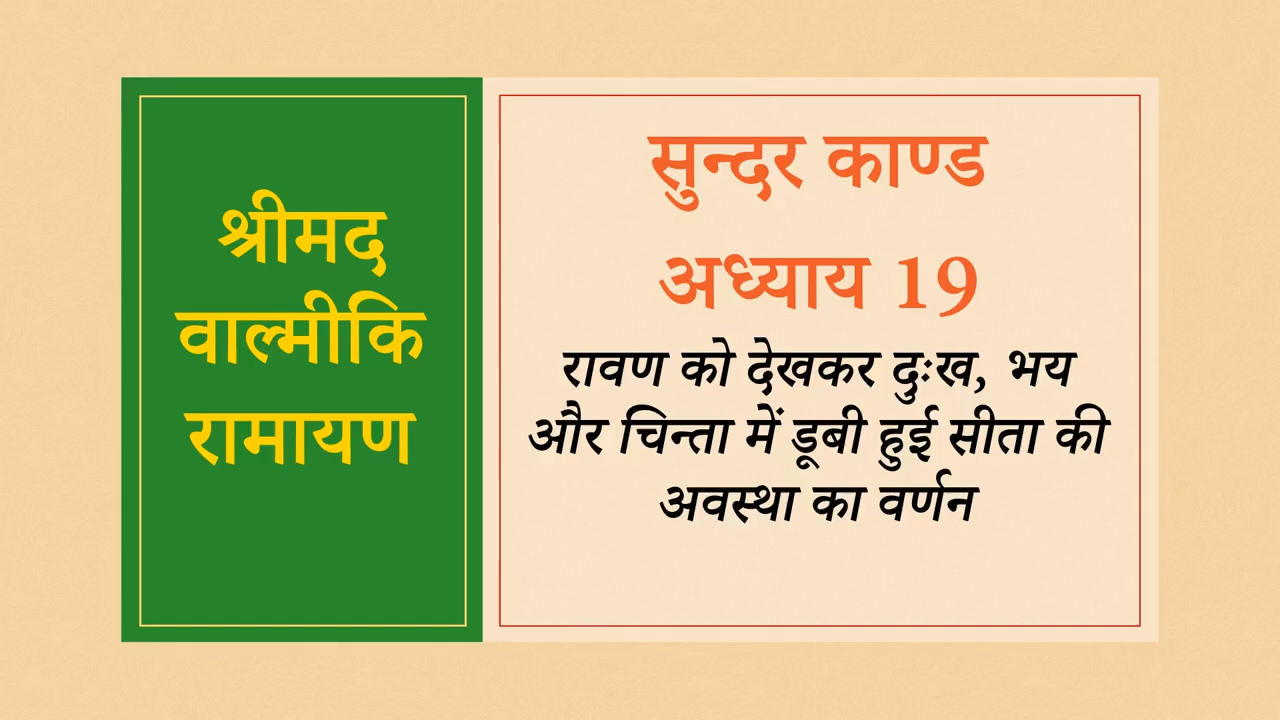 श्रीमद
वाल्मीकि
रामायण
सुन्दर काण्ड
अध्याय 19
रावण को देखकर दुःख, भय
और चिन्ता में डूबी हुई सीता की
अवस्था का वर्णन